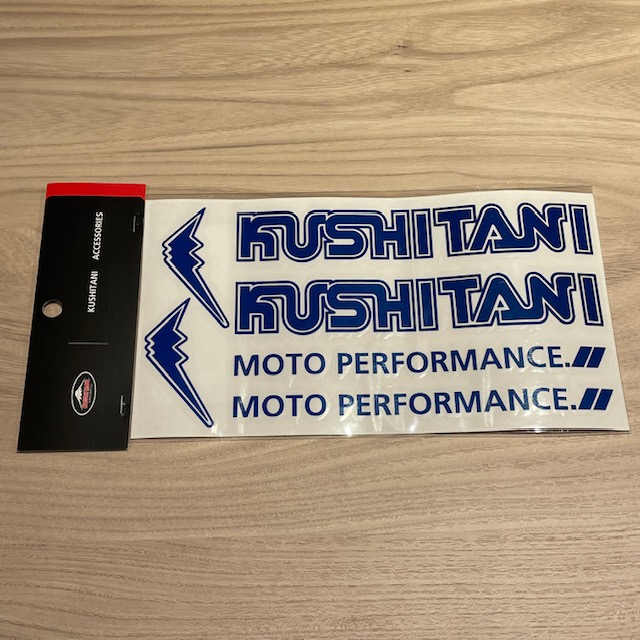 KUSHITANI ACCESSORIES
KUSHITANI
KUSHITANI
MOTO PERFORMANCE.//
MOTO PERFORMANCE.//